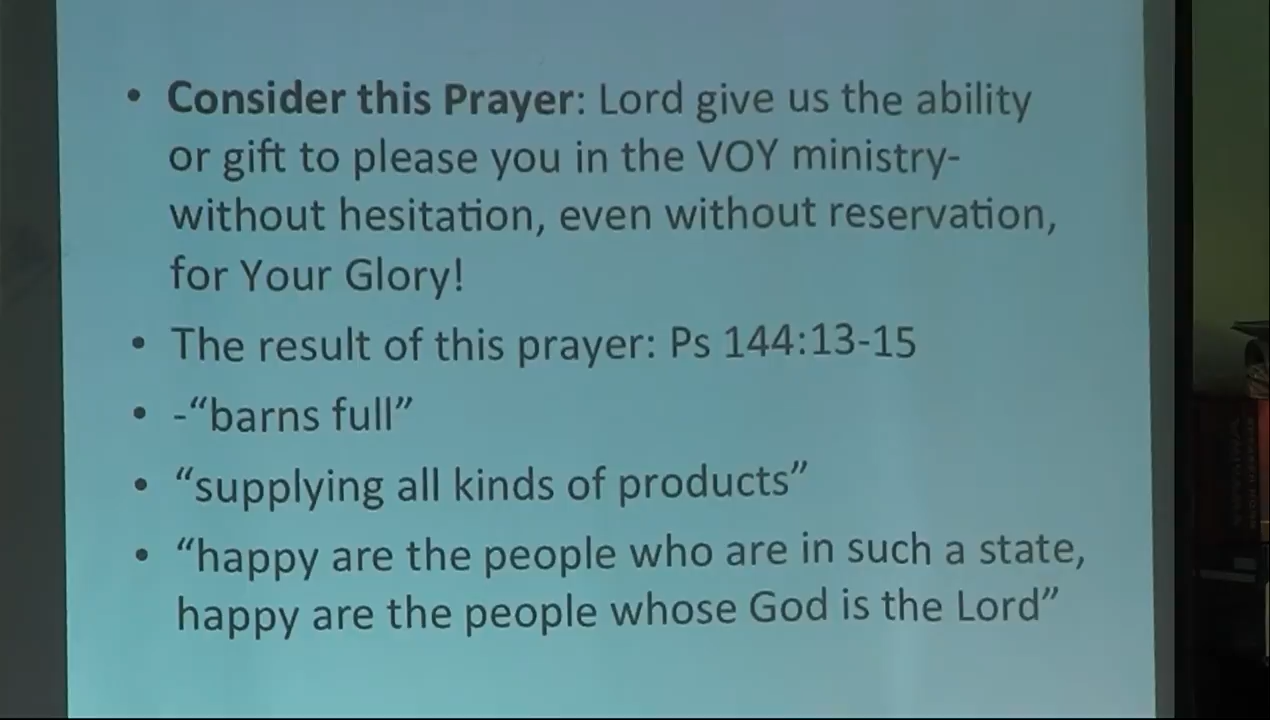 • Consider this Prayer: Lord give us the ability
or gift to please you in the VOY ministry-
without hesitation, even without reservation,
for Your Glory!
• The result of this prayer: Ps 144:13-15
• -“barns full”
• “supplying all kinds of products”
• “happy are the people who are in such a state,
happy are the people whose God is the Lord”